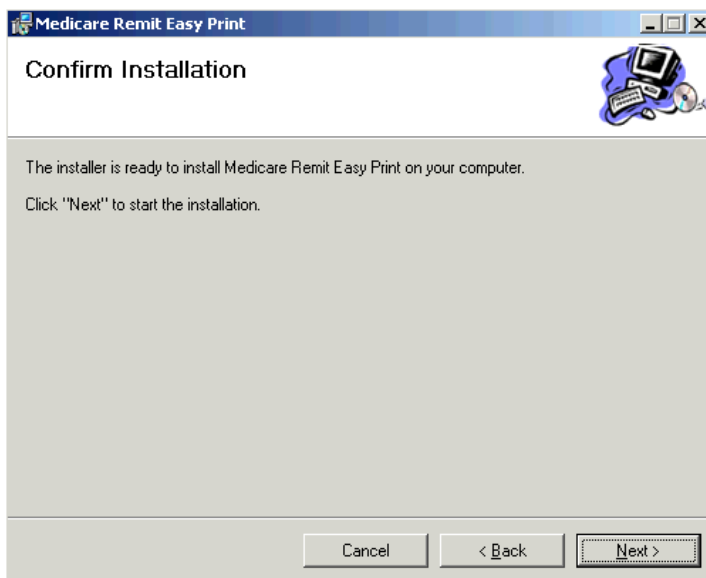 Medicare Remit Easy Print
Confirm Installation
The installer is ready to install Medicare Remit Easy Print on your computer.
Click "Next" to start the installation.
Cancel
< Back
Next >